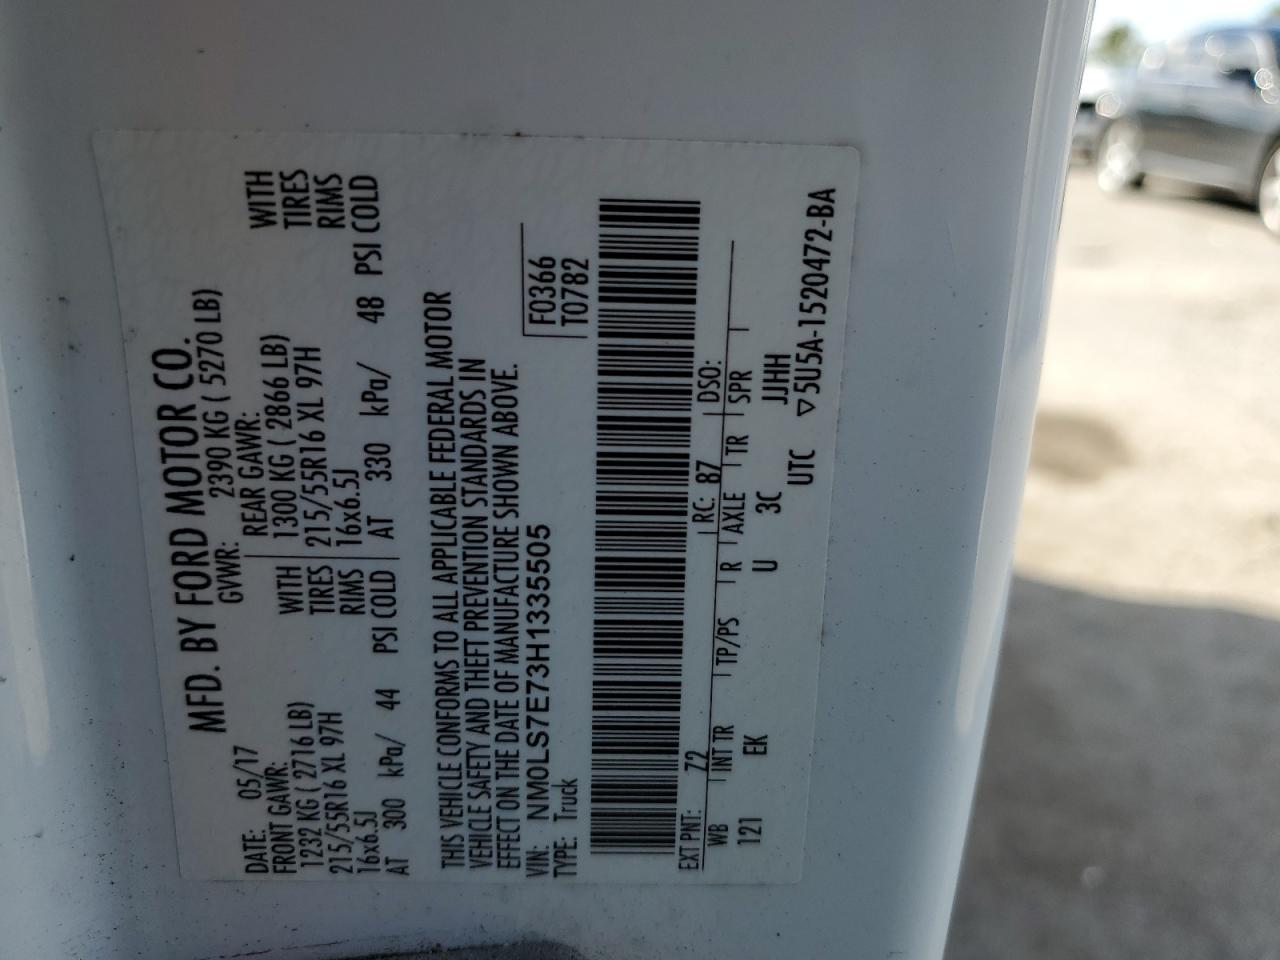 MFD. BY FORD MOTOR CO.
DATE: 05/17 GVWR: 2390 KG ( 5270 LB)
FRONT GAWR: REAR GAWR:
1232 KG ( 2716 LB) WITH 1300 KG ( 2866 LB) WITH
215/55R16 XL 97H TIRES 215/55R16 XL 97H TIRES
16x6.5J RIMS 16x6.5J RIMS
AT 300 kPa/ 44 PSI COLD AT 330 kPa/ 48 PSI COLD
THIS VEHICLE CONFORMS TO ALL APPLICABLE FEDERAL MOTOR
VEHICLE SAFETY AND THEFT PREVENTION STANDARDS IN
EFFECT ON THE DATE OF MANUFACTURE SHOWN ABOVE.
VIN: NM0LS7E73H1335505 F0366
TYPE: Truck T0782
EXT PNT: 72 RC: 87 DSO:
WB INT TR TP/PS R AXLE TR SPR
121 EK U 3C JJHH
UTC ▽5U5A-1520472-BA